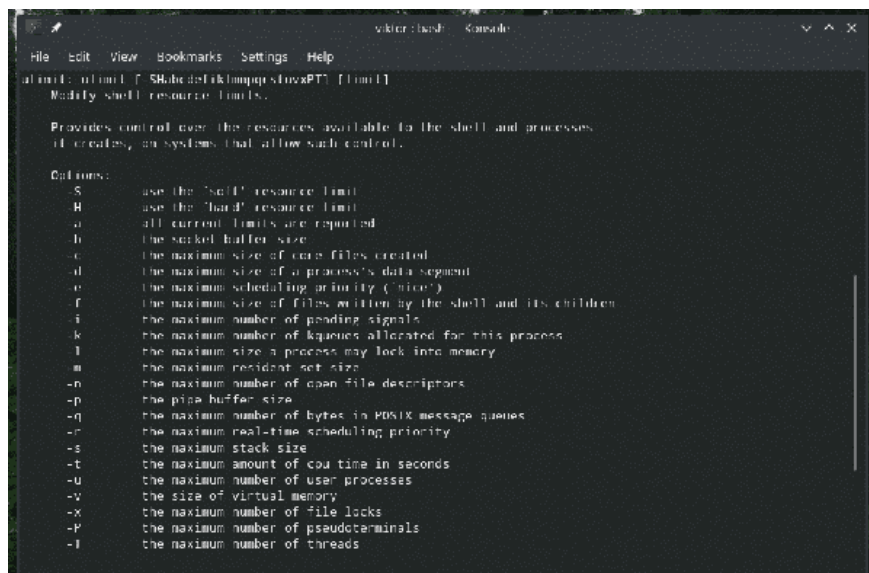 viktor : bash Konsole
File Edit View Bookmarks Settings Help
ulimit: ulimit [-SHabcdefiklmnpqrstuvxPT] [limit]
Modify shell resource limits.
Provides control over the resources available to the shell and processes
it creates, on systems that allow such control.
Options:
-S use the `soft' resource limit
-H use the `hard' resource limit
-a all current limits are reported
-b the socket buffer size
-c the maximum size of core files created
-d the maximum size of a process's data segment
-e the maximum scheduling priority (`nice')
-f the maximum size of files written by the shell and its children
-i the maximum number of pending signals
-k the maximum number of kqueues allocated for this process
-l the maximum size a process may lock into memory
-m the maximum resident set size
-n the maximum number of open file descriptors
-p the pipe buffer size
-q the maximum number of bytes in POSIX message queues
-r the maximum real-time scheduling priority
-s the maximum stack size
-t the maximum amount of cpu time in seconds
-u the maximum number of user processes
-v the size of virtual memory
-x the maximum number of file locks
-P the maximum number of pseudoterminals
-T the maximum number of threads